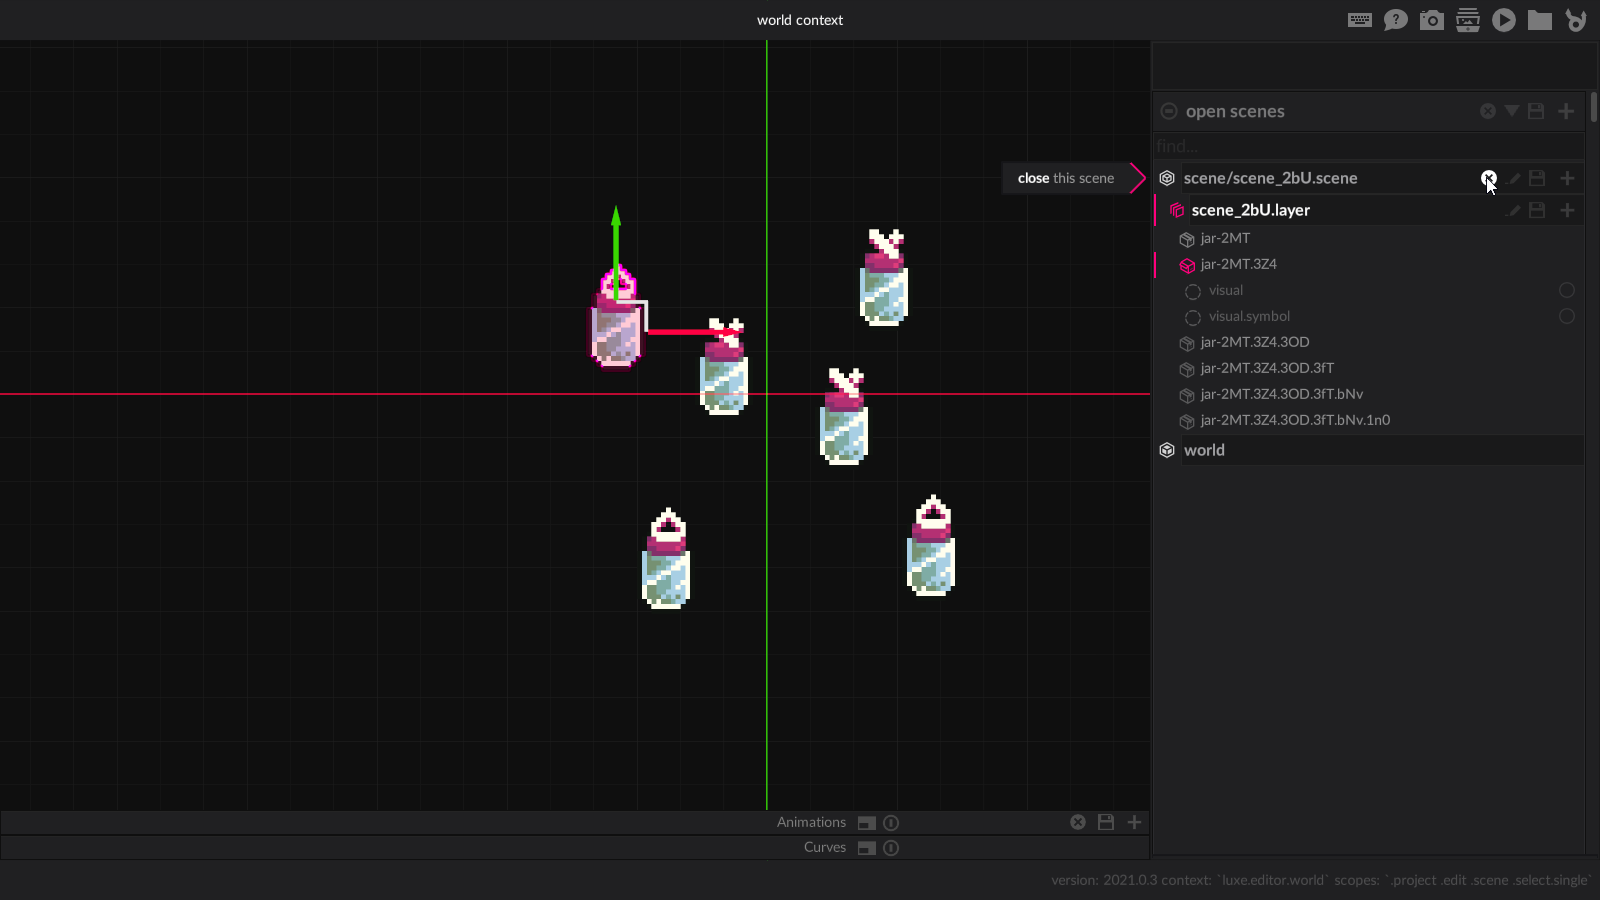 world context
open scenes
find...
close this scene
scene/scene_2bU.scene
scene_2bU.layer
jar-2MT
jar-2MT.3Z4
visual
visual.symbol
jar-2MT.3Z4.3OD
jar-2MT.3Z4.3OD.3fT
jar-2MT.3Z4.3OD.3fT.bNv
jar-2MT.3Z4.3OD.3fT.bNv.1n0
world
Animations
Curves
version: 2021.0.3 context: `luxe.editor.world` scopes: `.project .edit .scene .select.single`